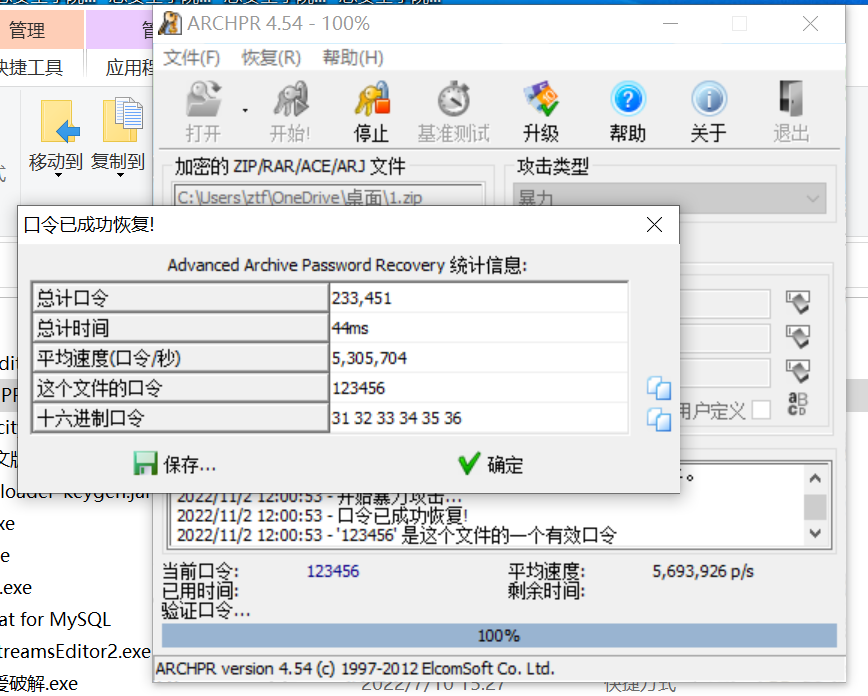 ARCHPR 4.54 - 100%
管理
快捷工具
应用程
文件(F) 恢复(R) 帮助(H)
打开 开始! 停止 基准测试 升级 帮助 关于 退出
移动到 复制到
加密的 ZIP/RAR/ACE/ARJ 文件
攻击类型
C:\Users\ztf\OneDrive\桌面\1.zip
暴力
口令已成功恢复!
Advanced Archive Password Recovery 统计信息:
总计口令 233,451
总计时间 44ms
平均速度(口令/秒) 5,305,704
这个文件的口令 123456
十六进制口令 31 32 33 34 35 36
用户定义
保存... 确定
2022/11/2 12:00:53 - 开始暴力攻击...
2022/11/2 12:00:53 - 口令已成功恢复!
2022/11/2 12:00:53 - '123456' 是这个文件的一个有效口令
当前口令: 123456 平均速度: 5,693,926 p/s
已用时间: 剩余时间:
验证口令...
100%
ARCHPR version 4.54 (c) 1997-2012 ElcomSoft Co. Ltd.
.exe
at for MySQL
treamsEditor2.exe
爱破解.exe
2022/7/10 15:27
快捷方式